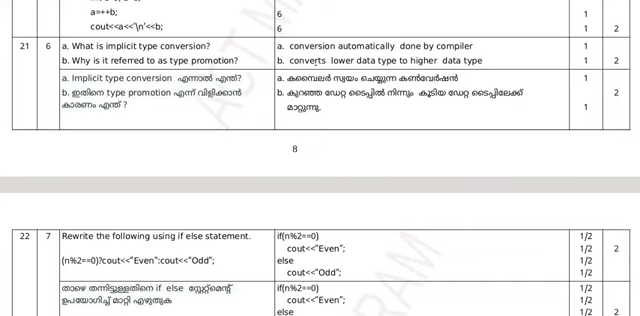 a=++b;
cout<<a<<'\n'<<b;
6
6
1
1
2
21
6
a. What is implicit type conversion?
b. Why is it referred to as type promotion?
a. conversion automatically done by compiler
b. converts lower data type to higher data type
1
1
2
a. Implicit type conversion എന്നാൽ എന്ത്?
b. ഇതിനെ type promotion എന്ന് വിളിക്കാൻ
കാരണം എന്ത് ?
a. കമ്പൈലർ സ്വയം ചെയ്യുന്ന കൺവേർഷൻ
b. കുറഞ്ഞ ഡേറ്റ ടൈപ്പിൽ നിന്നും കൂടിയ ഡേറ്റ ടൈപ്പിലേക്ക്
മാറ്റുന്നു.
1
1
2
8
22
7
Rewrite the following using if else statement.
(n%2==0)?cout<<"Even":cout<<"Odd";
if(n%2==0)
cout<<"Even";
else
cout<<"Odd";
1/2
1/2
1/2
1/2
2
താഴെ തന്നിട്ടുള്ളതിനെ if else സ്റ്റേറ്റ്മെന്റ്
ഉപയോഗിച്ച് മാറ്റി എഴുതുക
if(n%2==0)
cout<<"Even";
else
1/2
1/2
1/2
2